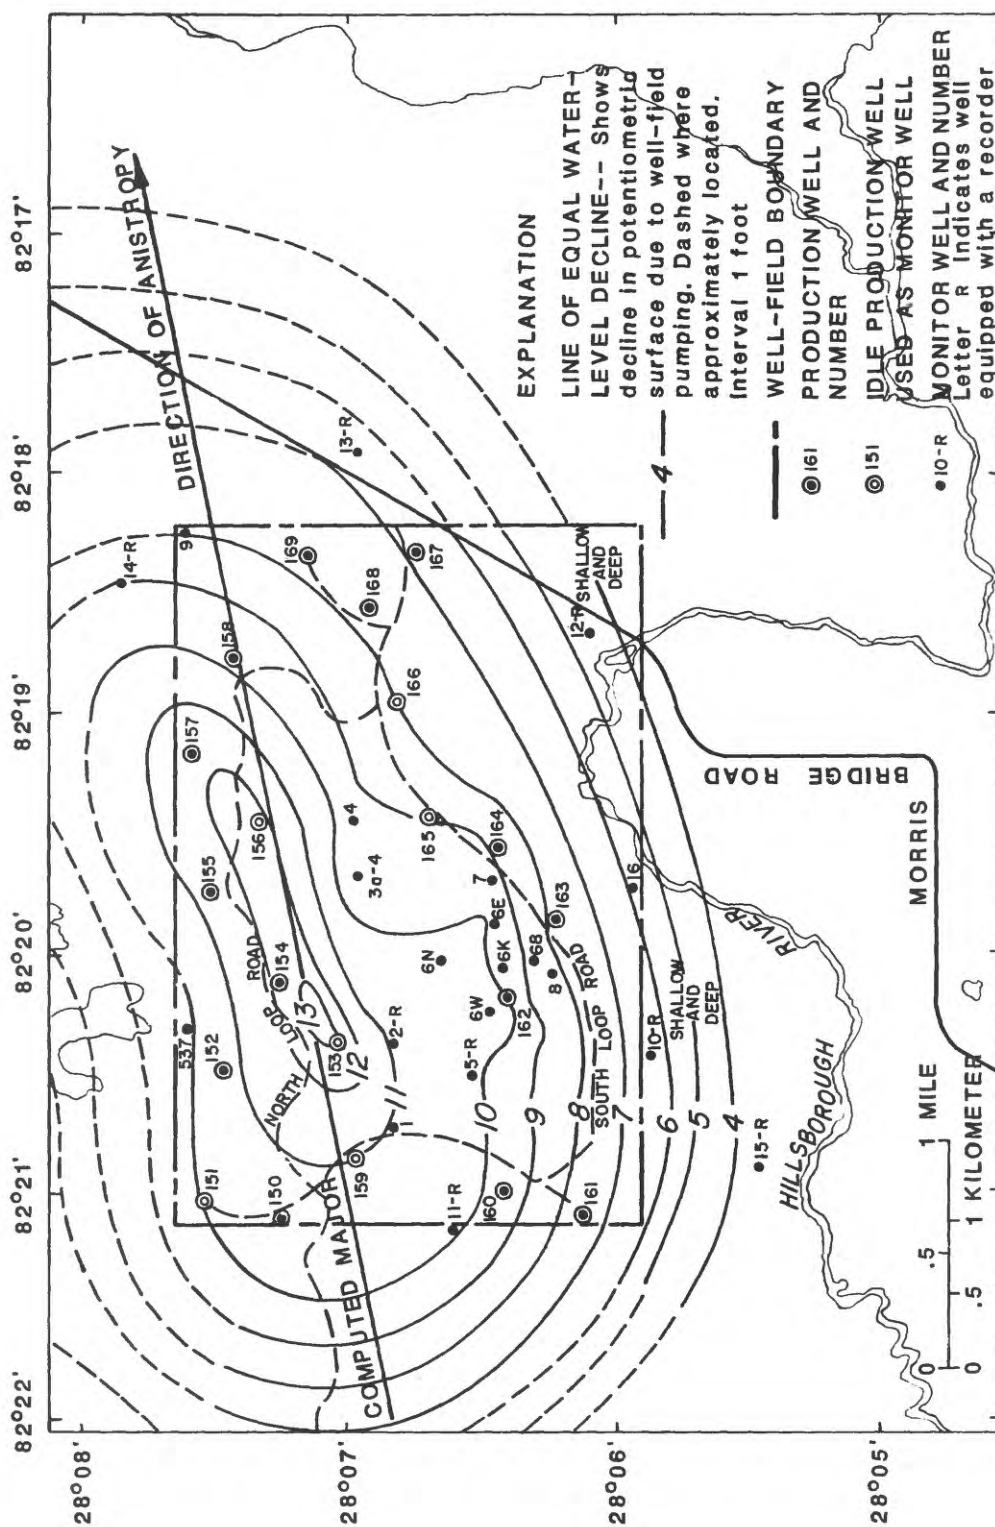 82°22'
82°21'
82°20'
82°19'
82°18'
82°17'
28°08'
28°07'
28°06'
28°05'
COMPUTED MAJOR
DIRECTION OF ANISTROPY
NORTH LOOP ROAD
SOUTH LOOP ROAD
151
150
152
537
155
157
158
9
14-R
13-R
169
168
167
166
156
154
153
159
1
2-R
3a-4
4
165
164
7
6E
6N
6K
6W
5-R
68
8
163
162
11-R
160
161
16
10-R
SHALLOW
AND
DEEP
12-R
SHALLOW
AND
DEEP
15-R
13
12
11
10
9
8
7
6
5
4
HILLSBOROUGH
RIVER
MORRIS
BRIDGE
ROAD
0 .5 1 MILE
0 .5 1 KILOMETER
EXPLANATION
4
LINE OF EQUAL WATER-
LEVEL DECLINE-- Shows
decline in potentiometric
surface due to well-field
pumping. Dashed where
approximately located.
Interval 1 foot
WELL-FIELD BOUNDARY
161
PRODUCTION WELL AND
NUMBER
151
IDLE PRODUCTION WELL
USED AS MONITOR WELL
10-R
MONITOR WELL AND NUMBER
Letter R indicates well
equipped with a recorder